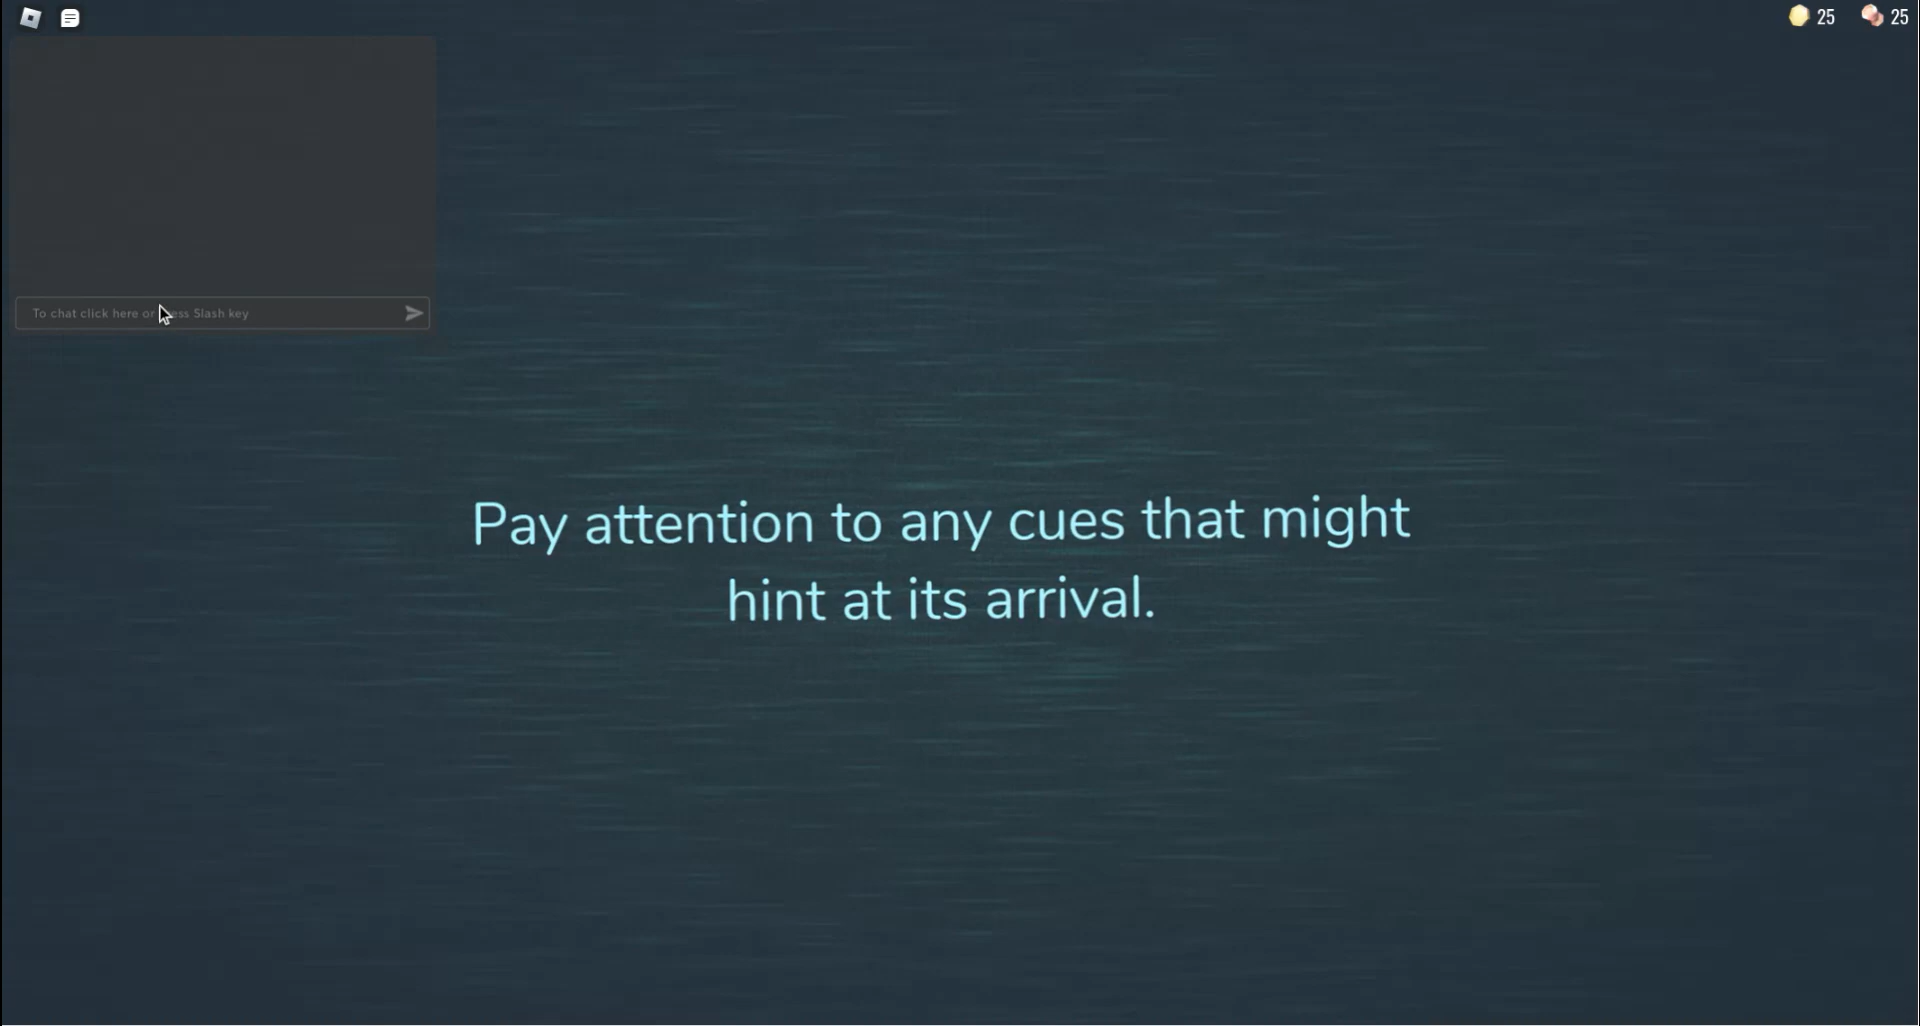 25 25
To chat click here or press Slash key
Pay attention to any cues that might
hint at its arrival.